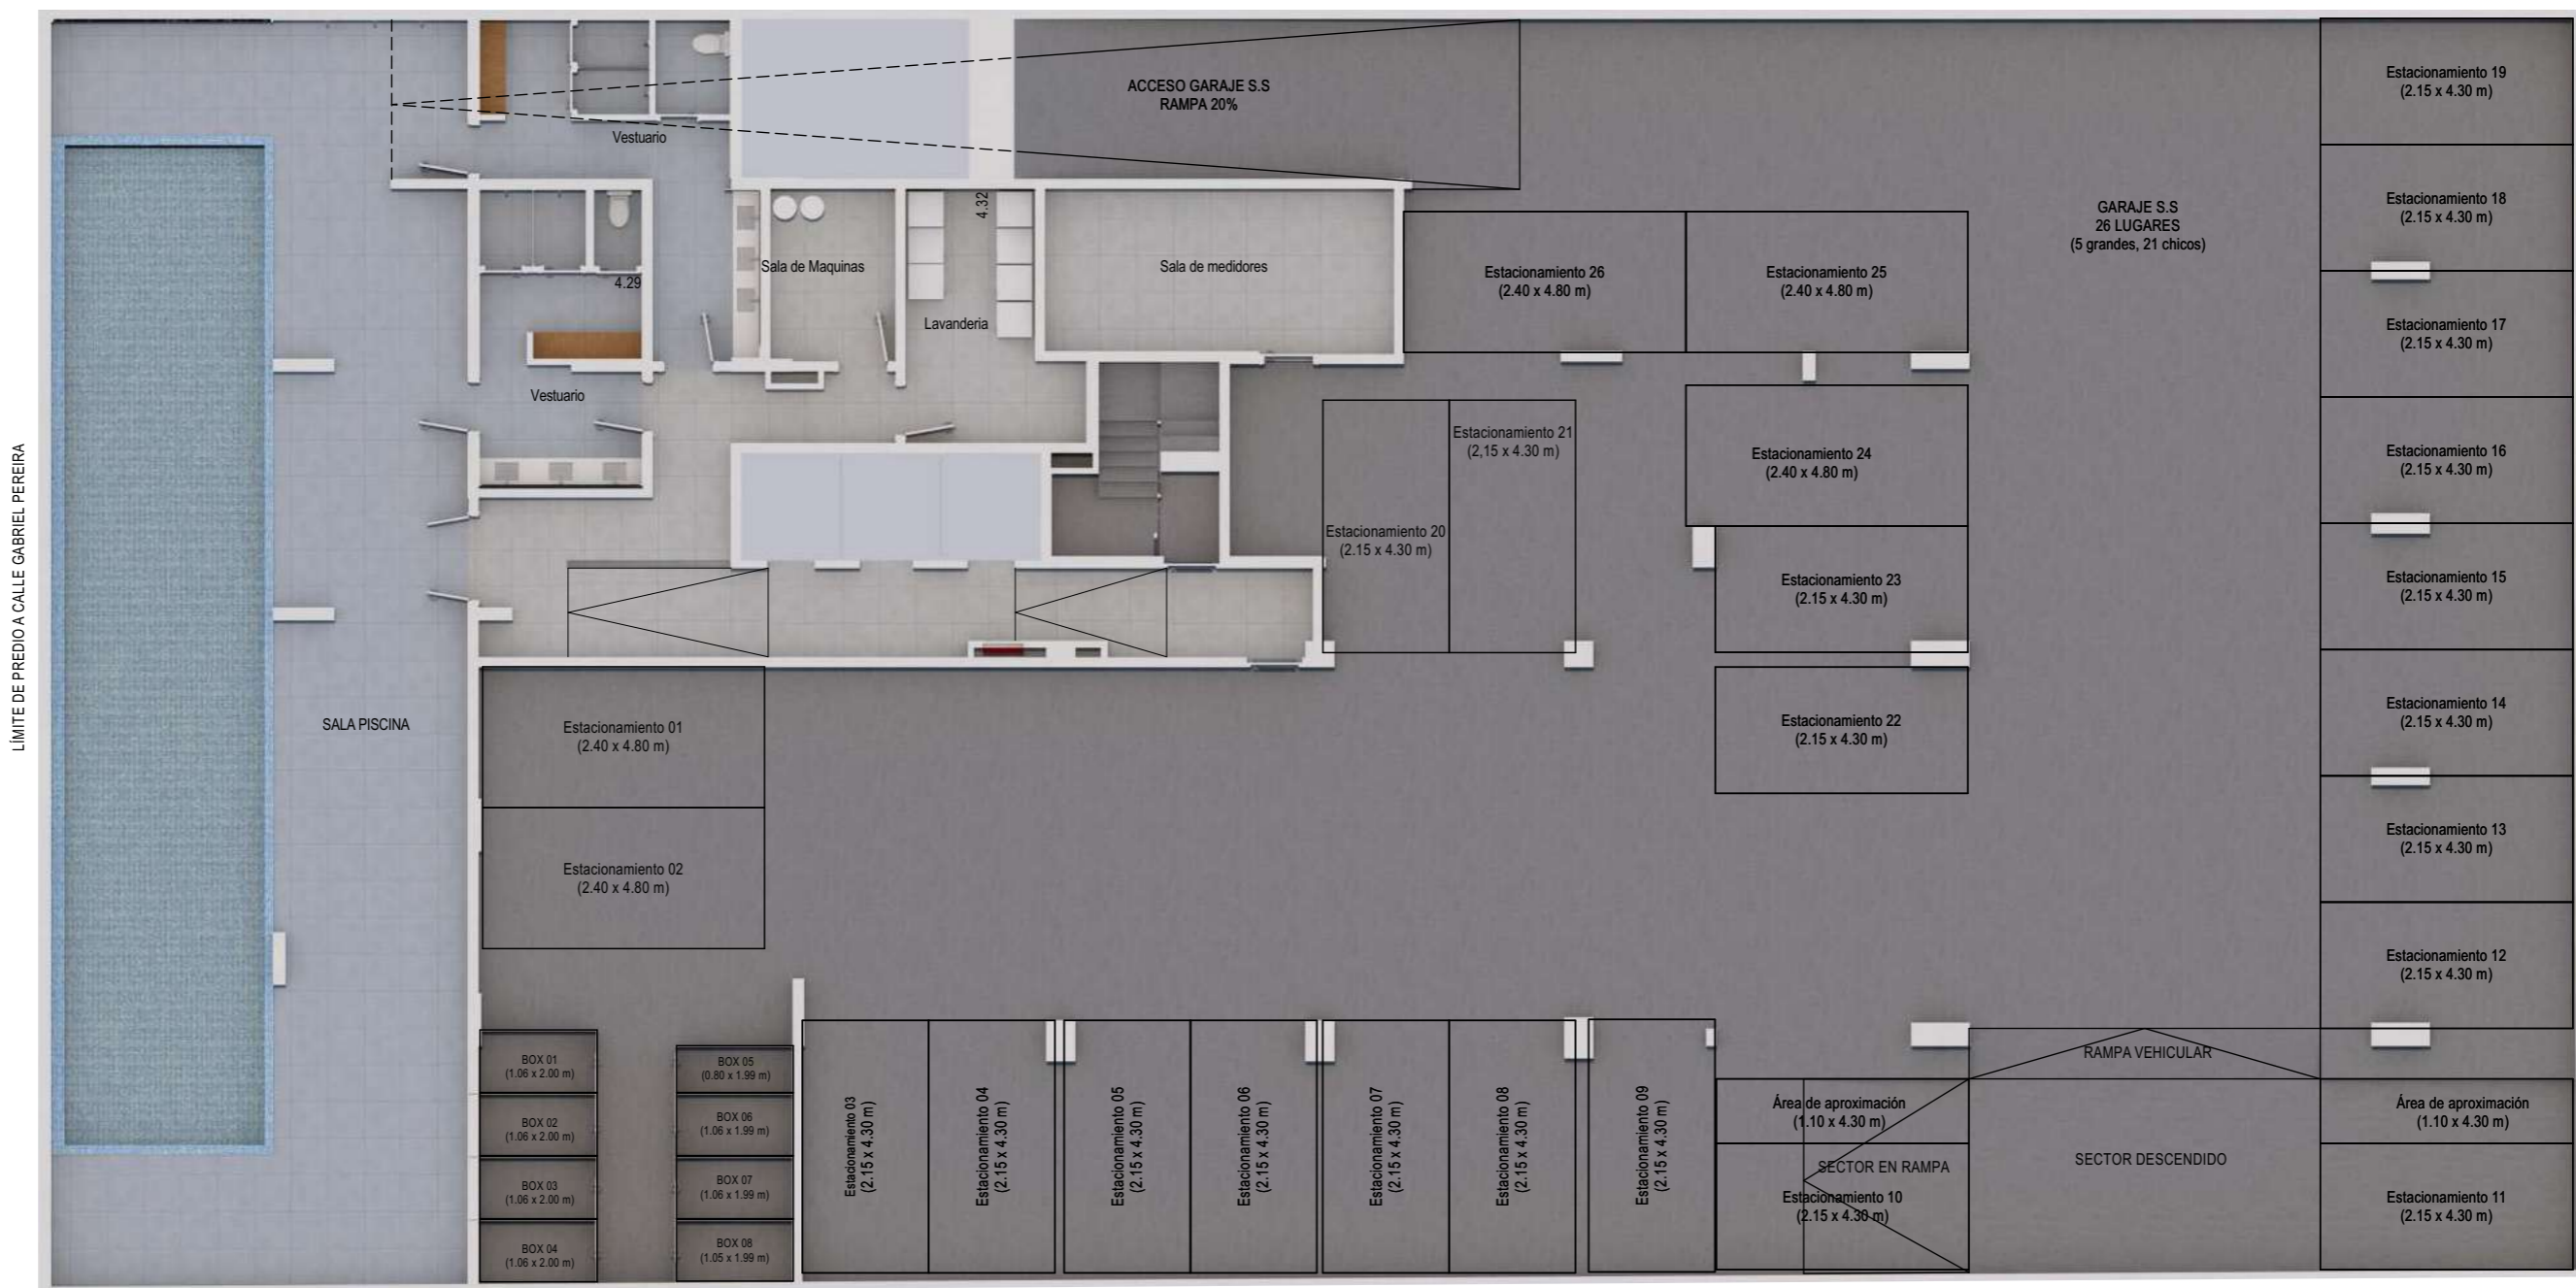 LÍMITE DE PREDIO A CALLE GABRIEL PEREIRA
SALA PISCINA
Vestuario
4.29
Vestuario
Sala de Maquinas
4.32
Lavanderia
Sala de medidores
ACCESO GARAJE S.S
RAMPA 20%
GARAJE S.S
26 LUGARES
(5 grandes, 21 chicos)
Estacionamiento 19
(2.15 x 4.30 m)
Estacionamiento 18
(2.15 x 4.30 m)
Estacionamiento 17
(2.15 x 4.30 m)
Estacionamiento 16
(2.15 x 4.30 m)
Estacionamiento 15
(2.15 x 4.30 m)
Estacionamiento 14
(2.15 x 4.30 m)
Estacionamiento 13
(2.15 x 4.30 m)
Estacionamiento 12
(2.15 x 4.30 m)
Estacionamiento 26
(2.40 x 4.80 m)
Estacionamiento 25
(2.40 x 4.80 m)
Estacionamiento 24
(2.40 x 4.80 m)
Estacionamiento 23
(2.15 x 4.30 m)
Estacionamiento 22
(2.15 x 4.30 m)
Estacionamiento 21
(2,15 x 4.30 m)
Estacionamiento 20
(2.15 x 4.30 m)
Estacionamiento 01
(2.40 x 4.80 m)
Estacionamiento 02
(2.40 x 4.80 m)
BOX 01
(1.06 x 2.00 m)
BOX 02
(1.06 x 2.00 m)
BOX 03
(1.06 x 2.00 m)
BOX 04
(1.06 x 2.00 m)
BOX 05
(0.80 x 1.99 m)
BOX 06
(1.06 x 1.99 m)
BOX 07
(1.06 x 1.99 m)
BOX 08
(1.05 x 1.99 m)
Estacionamiento 03
(2.15 x 4.30 m)
Estacionamiento 04
(2.15 x 4.30 m)
Estacionamiento 05
(2.15 x 4.30 m)
Estacionamiento 06
(2.15 x 4.30 m)
Estacionamiento 07
(2.15 x 4.30 m)
Estacionamiento 08
(2.15 x 4.30 m)
Estacionamiento 09
(2.15 x 4.30 m)
Área de aproximación
(1.10 x 4.30 m)
SECTOR EN RAMPA
Estacionamiento 10
(2.15 x 4.30 m)
RAMPA VEHICULAR
SECTOR DESCENDIDO
Área de aproximación
(1.10 x 4.30 m)
Estacionamiento 11
(2.15 x 4.30 m)